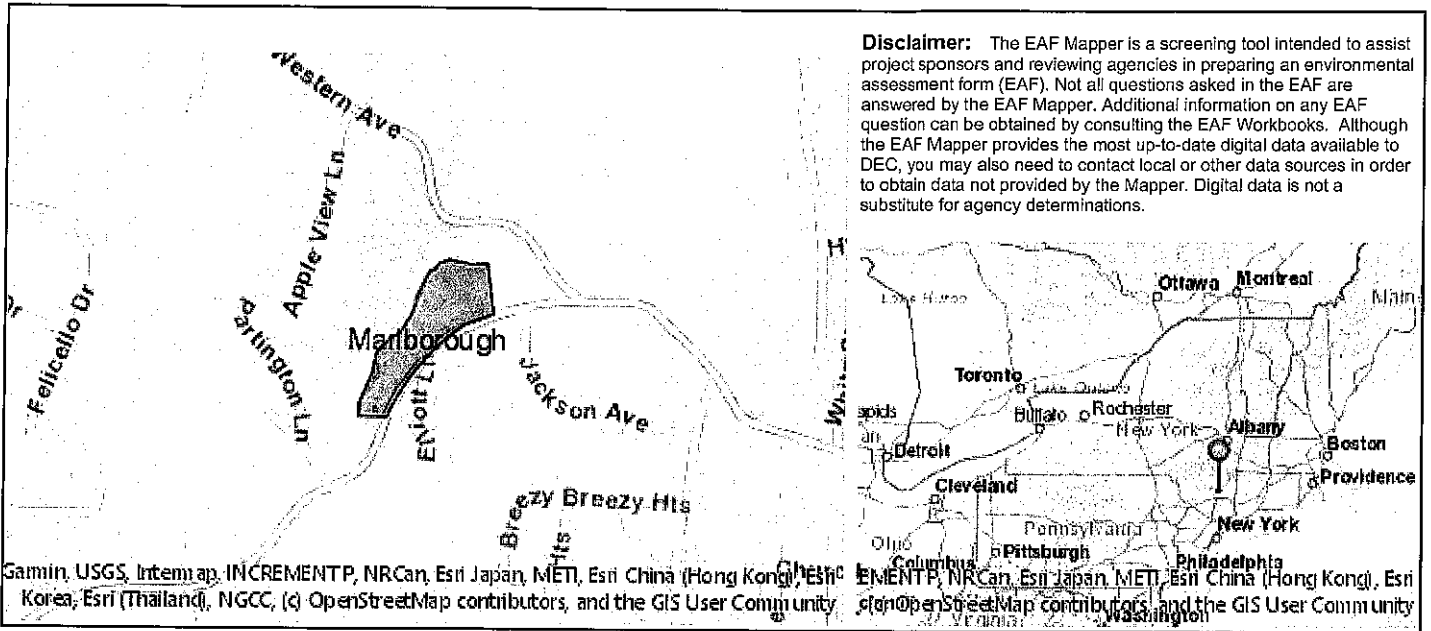 Disclaimer: The EAF Mapper is a screening tool intended to assist
project sponsors and reviewing agencies in preparing an environmental
assessment form (EAF). Not all questions asked in the EAF are
answered by the EAF Mapper. Additional information on any EAF
question can be obtained by consulting the EAF Workbooks. Although
the EAF Mapper provides the most up-to-date digital data available to
DEC, you may also need to contact local or other data sources in order
to obtain data not provided by the Mapper. Digital data is not a
substitute for agency determinations.
Western Ave
Apple View Ln
Felicello Dr
Partington Ln
Marlborough
Jackson Ave
Breezy Hts
Garmin, USGS, Intermap, INCREMENT P, NRCan, Esri Japan, METI, Esri China (Hong Kong), Esri
Korea, Esri (Thailand), NGCC, (c) OpenStreetMap contributors, and the GIS User Community
Ottawa
Montreal
Lake Huron
Toronto
Lake Ontario
Buffalo
Rochester
New York
Albany
Boston
Providence
Detroit
Cleveland
Pennsylvania
New York
Ohio
Columbus
Pittsburgh
Philadelphia
EMENT P, NRCan, Esri Japan, METI, Esri China (Hong Kong), Esri
OpenStreetMap contributors, and the GIS User Community
Virginia
Washington